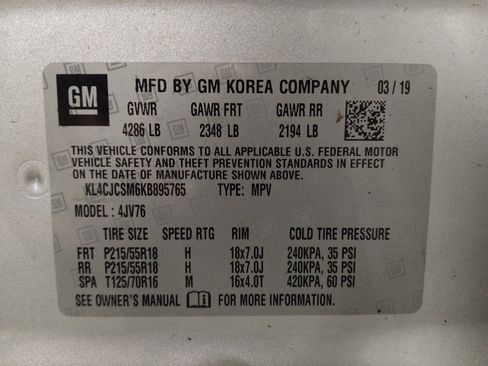 GM MFD BY GM KOREA COMPANY 03/19
GVWR GAWR FRT GAWR RR
4286 LB 2348 LB 2194 LB
THIS VEHICLE CONFORMS TO ALL APPLICABLE U.S. FEDERAL MOTOR
VEHICLE SAFETY AND THEFT PREVENTION STANDARDS IN EFFECT
ON THE DATE OF MANUFACTURE SHOWN ABOVE.
KL4CJCSM6KB895765 TYPE: MPV
MODEL: 4JV76
TIRE SIZE SPEED RTG RIM COLD TIRE PRESSURE
FRT P215/55R18 H 18x7.0J 240KPA, 35 PSI
RR P215/55R18 H 18x7.0J 240KPA, 35 PSI
SPA T125/70R16 M 16x4.0T 420KPA, 60 PSI
SEE OWNER'S MANUAL FOR MORE INFORMATION.